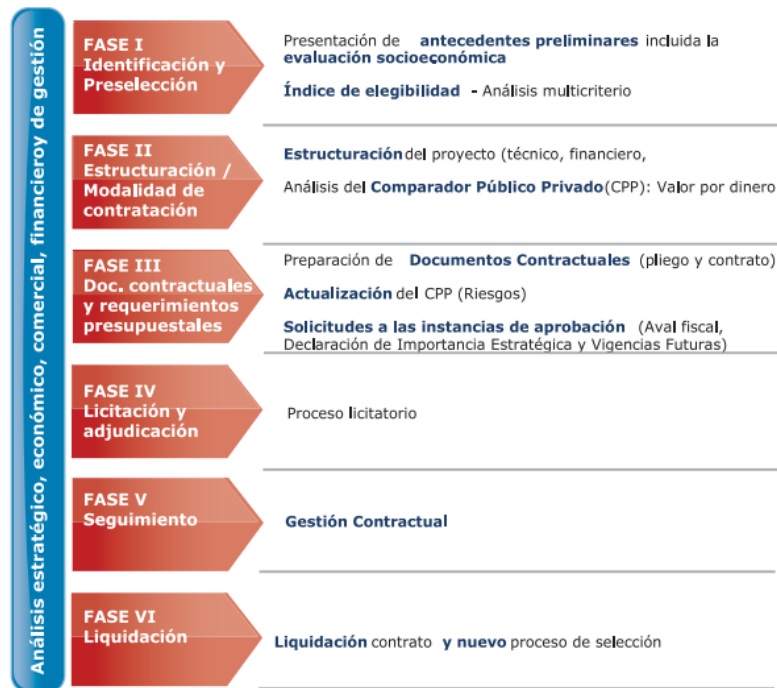 Análisis estratégico, económico, comercial, financieroy de gestión
FASE I
Identificación y
Preselección
Presentación de antecedentes preliminares incluida la
evaluación socioeconómica
Índice de elegibilidad - Análisis multicriterio
FASE II
Estructuración /
Modalidad de
contratación
Estructuración del proyecto (técnico, financiero,
Análisis del Comparador Público Privado(CPP): Valor por dinero
FASE III
Doc. contractuales
y requerimientos
presupuestales
Preparación de Documentos Contractuales (pliego y contrato)
Actualización del CPP (Riesgos)
Solicitudes a las instancias de aprobación (Aval fiscal,
Declaración de Importancia Estratégica y Vigencias Futuras)
FASE IV
Licitación y
adjudicación
Proceso licitatorio
FASE V
Seguimiento
Gestión Contractual
FASE VI
Liquidación
Liquidación contrato y nuevo proceso de selección